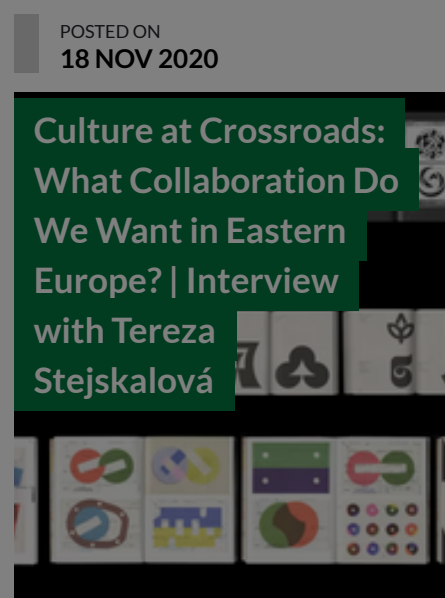 POSTED ON
18 NOV 2020
Culture at Crossroads:
What Collaboration Do
We Want in Eastern
Europe? | Interview
with Tereza
Stejskalová